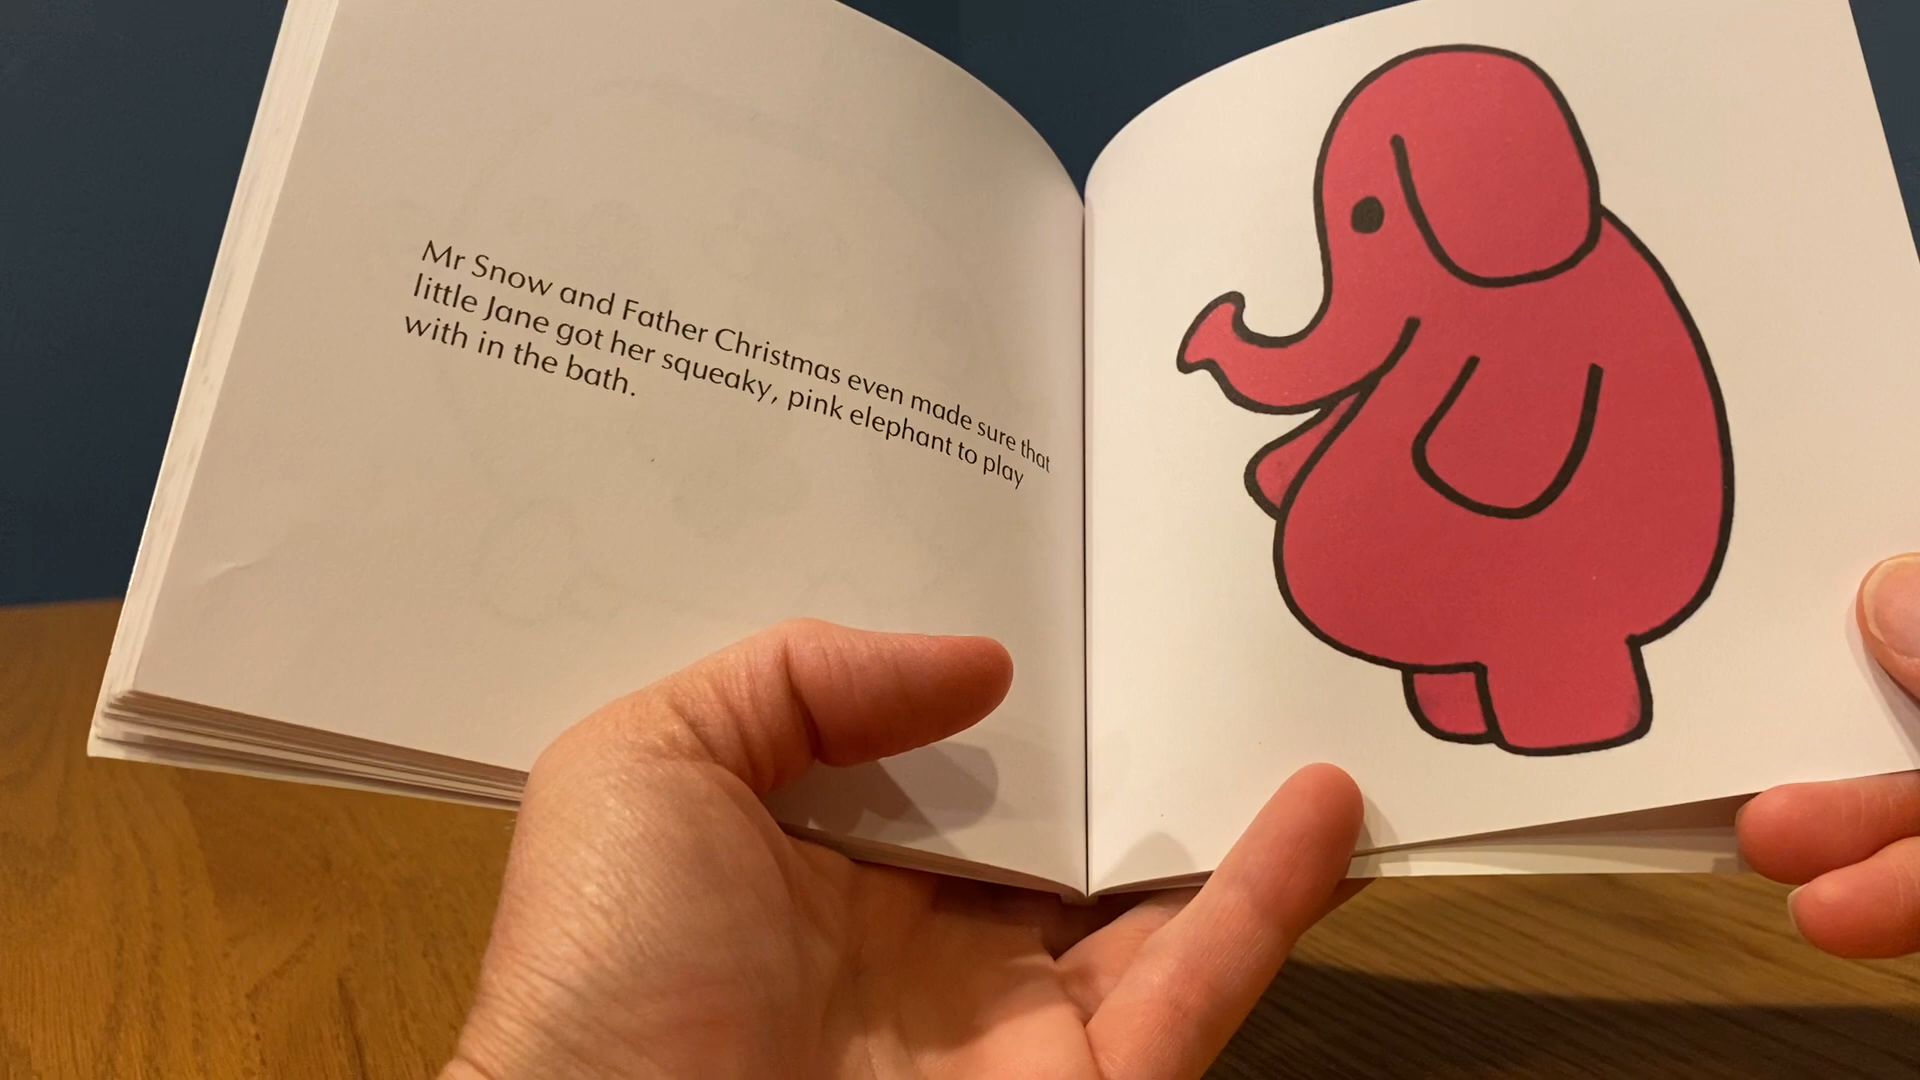 Mr Snow and Father Christmas even made sure that
little Jane got her squeaky, pink elephant to play
with in the bath.